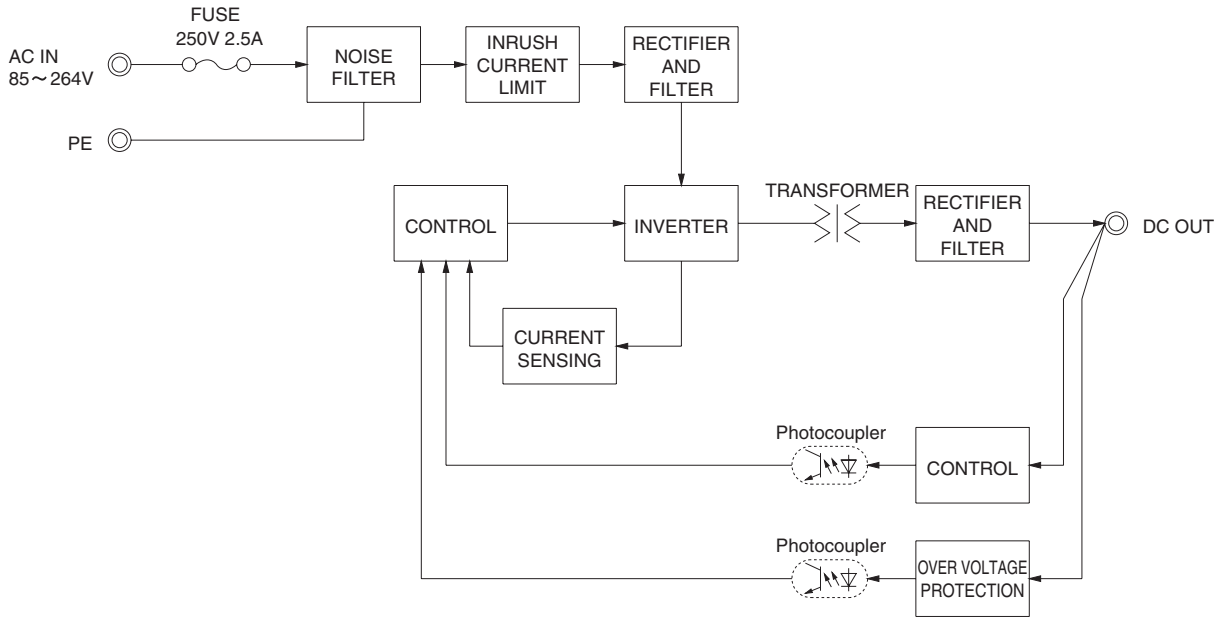 FUSE
250V 2.5A
AC IN
85～264V
PE
NOISE
FILTER
INRUSH
CURRENT
LIMIT
RECTIFIER
AND
FILTER
CONTROL
INVERTER
TRANSFORMER
RECTIFIER
AND
FILTER
DC OUT
CURRENT
SENSING
Photocoupler
CONTROL
Photocoupler
OVER VOLTAGE
PROTECTION